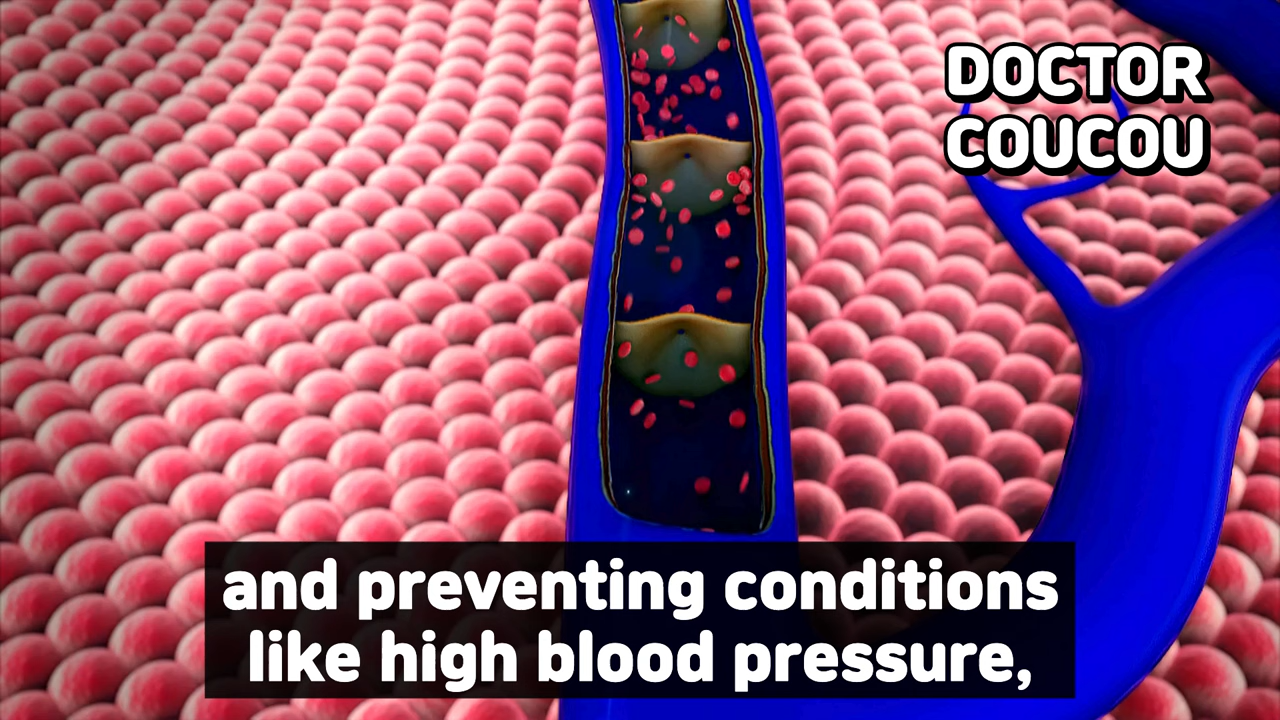 DOCTOR
COUCOU
and preventing conditions
like high blood pressure,